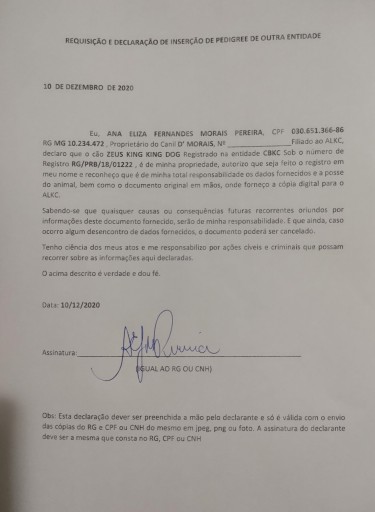 REQUISIÇÃO E DECLARAÇÃO DE INSERÇÃO DE PEDIGREE DE OUTRA ENTIDADE
10 DE DEZEMBRO DE 2020
Eu, ANA ELIZA FERNANDES MORAIS PEREIRA, CPF 030.651.366-86
RG MG 10.234.472 , Proprietário do Canil D' MORAIS, Nº ________________Filiado ao ALKC,
declaro que o cão ZEUS KING KING DOG Registrado na entidade CBKC Sob o número de
Registro RG/PRB/18/01222 , é de minha propriedade, autorizo que seja feito o registro em
meu nome e reconheço que é de minha total responsabilidade os dados fornecidos e a posse
do animal, bem como o documento original em mãos, onde forneço a cópia digital para o
ALKC.
Sabendo-se que quaisquer causas ou consequências futuras recorrentes oriundos por
informações deste documento fornecido, serão de minha responsabilidade. E que ainda, caso
ocorro algum desencontro de dados fornecidos, o documento poderá ser cancelado.
Tenho ciência dos meus atos e me responsabilizo por ações cíveis e criminais que possam
recorrer sobre as informações aqui declaradas.
O acima descrito é verdade e dou fé.
Data: 10/12/2020
Assinatura:
(IGUAL AO RG OU CNH)
Obs: Esta declaração dever ser preenchida a mão pelo declarante e só é válida com o envio
das cópias do RG e CPF ou CNH do mesmo em jpeg, png ou foto. A assinatura do declarante
deve ser a mesma que consta no RG, CPF ou CNH